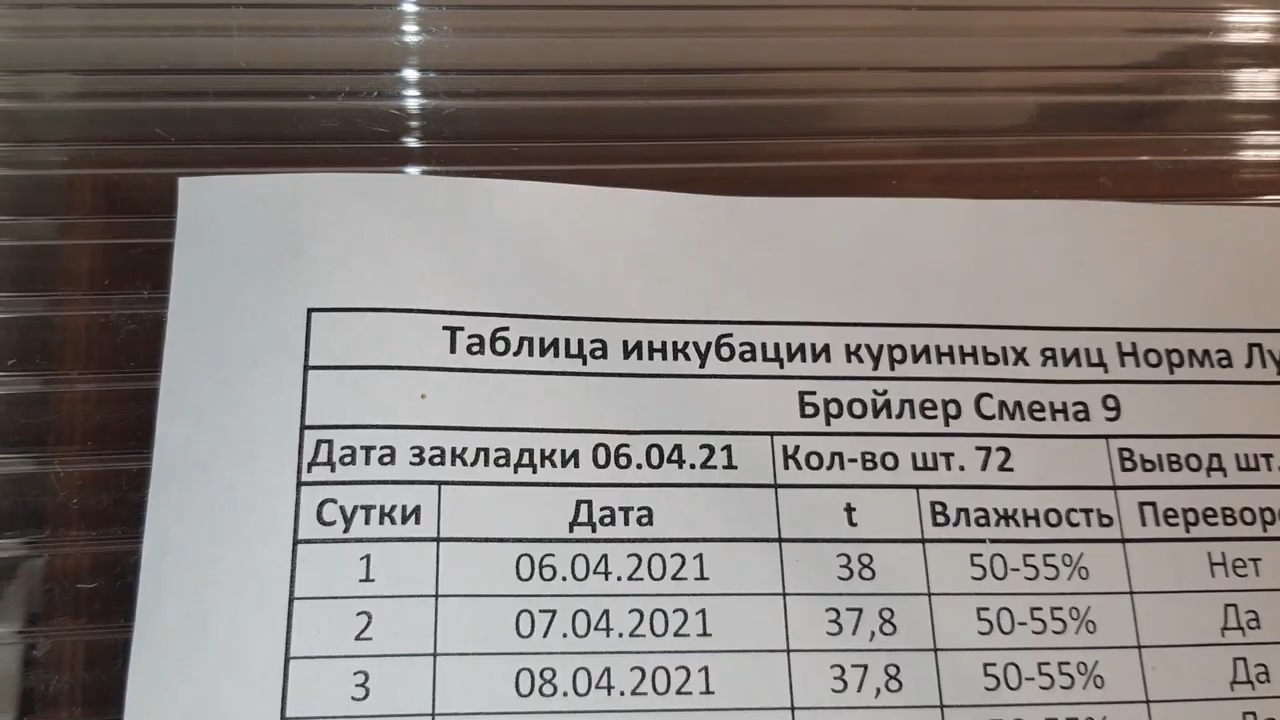 Таблица инкубации куринных яиц Норма
Бройлер Смена 9
Дата закладки 06.04.21 Кол-во шт. 72 Вывод шт.
Сутки Дата t Влажность
1 06.04.2021 38 50-55% Нет
2 07.04.2021 37,8 50-55% Да
3 08.04.2021 37,8 50-55% Да